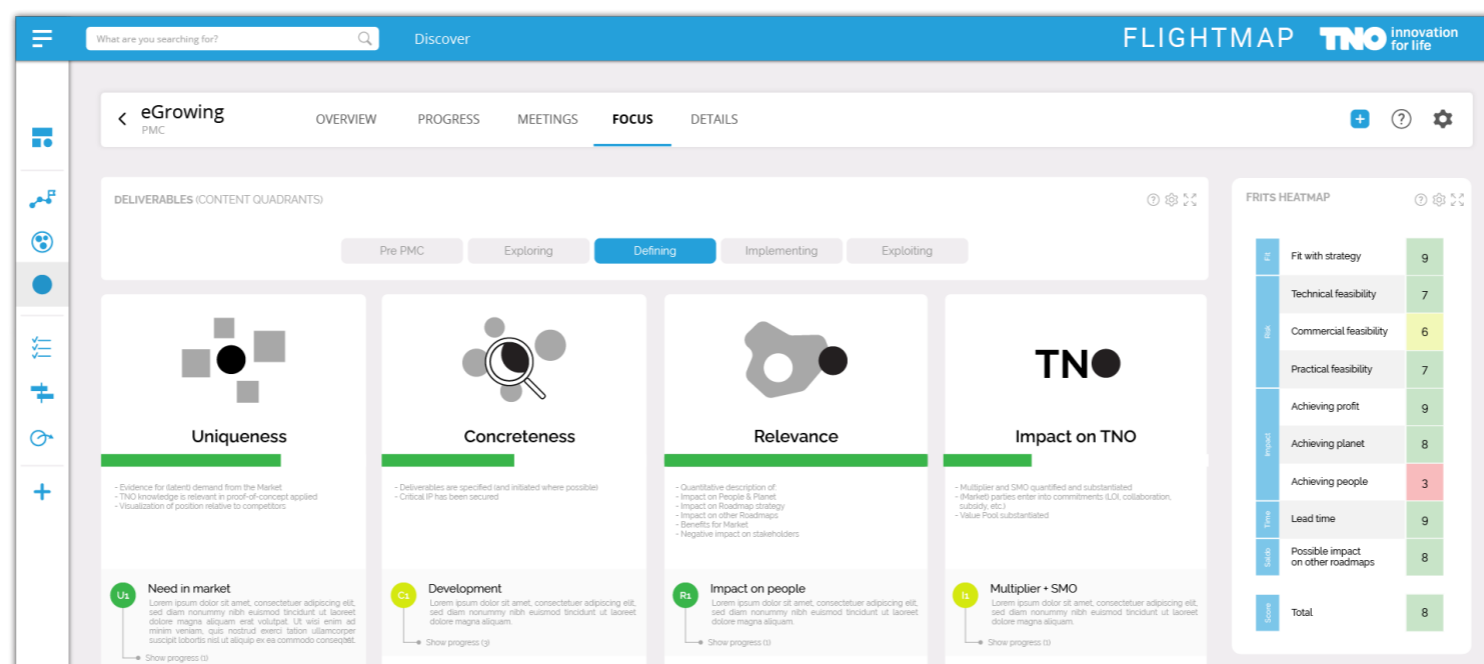 What are you searching for?
Discover
FLIGHTMAP
TNO innovation
for life
eGrowing
PMC
OVERVIEW
PROGRESS
MEETINGS
FOCUS
DETAILS
DELIVERABLES (CONTENT QUADRANTS)
Pre PMC
Exploring
Defining
Implementing
Exploiting
Uniqueness
- Evidence for (latent) demand from the Market
- TNO knowledge is relevant in proof-of-concept applied
- Visualization of position relative to competitors
U1
Need in market
Lorem ipsum dolor sit amet, consectetuer adipiscing elit,
sed diam nonummy nibh euismod tincidunt ut laoreet
dolore magna aliquam erat volutpat. Ut wisi enim ad
minim veniam, quis nostrud exerci tation ullamcorper
suscipit lobortis nisl ut aliquip ex ea commodo consequat.
Show progress (1)
Concreteness
- Deliverables are specified (and initiated where possible)
- Critical IP has been secured
C1
Development
Lorem ipsum dolor sit amet, consectetuer adipiscing elit,
sed diam nonummy nibh euismod tincidunt ut laoreet
dolore magna aliquam.
Show progress (3)
Relevance
- Quantitative description of:
- Impact on People & Planet
- Impact on Roadmap strategy
- Impact on other Roadmaps
- Benefits for Market
- Negative impact on stakeholders
R1
Impact on people
Lorem ipsum dolor sit amet, consectetuer adipiscing elit,
sed diam nonummy nibh euismod tincidunt ut laoreet
dolore magna aliquam.
Show progress (1)
TNO
Impact on TNO
- Multiplier and SMO quantified and substantiated
- (Market) parties enter into commitments (LOI, collaboration,
subsidy, etc.)
- Value Pool substantiated
I1
Multiplier + SMO
Lorem ipsum dolor sit amet, consectetuer adipiscing elit,
sed diam nonummy nibh euismod tincidunt ut laoreet
dolore magna aliquam.
Show progress (1)
FRITS HEATMAP
Fit
Fit with strategy 9
Risk
Technical feasibility 7
Commercial feasibility 6
Practical feasibility 7
Impact
Achieving profit 9
Achieving planet 8
Achieving people 3
Time
Lead time 9
Saldo
Possible impact
on other roadmaps 8
Score
Total 8